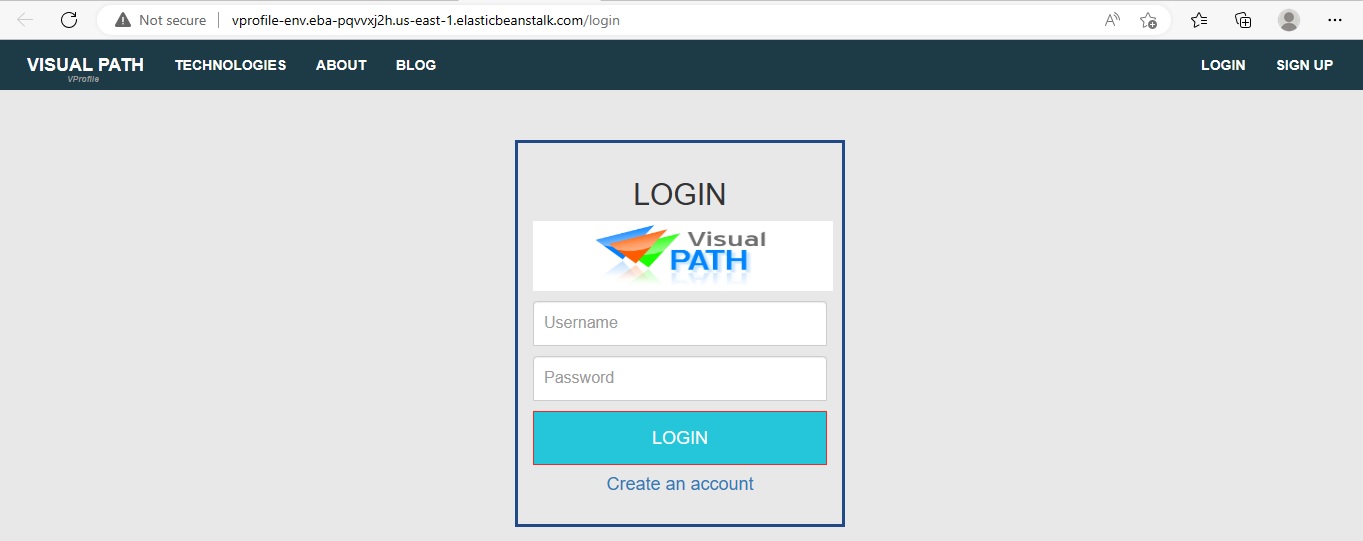 Not secure | vprofile-env.eba-pqvvxj2h.us-east-1.elasticbeanstalk.com/login
VISUAL PATH TECHNOLOGIES ABOUT BLOG LOGIN SIGN UP
VProfile
LOGIN
Visual
PATH
Username
Password
LOGIN
Create an account